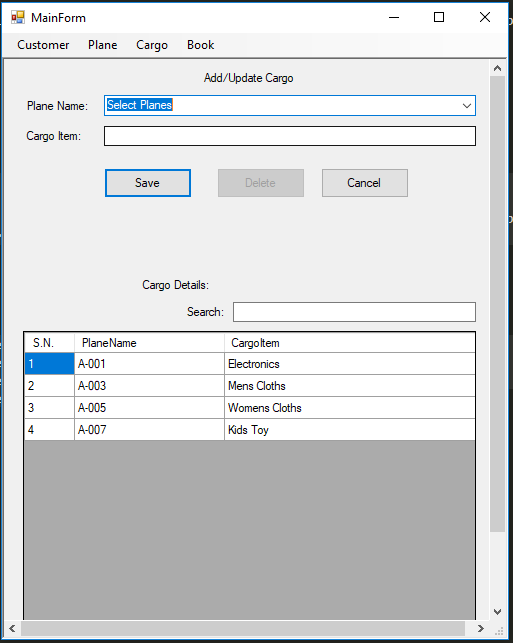 MainForm
Customer Plane Cargo Book
Add/Update Cargo
Plane Name: Select Planes
Cargo Item:
Save Delete Cancel
Cargo Details:
Search:
S.N. PlaneName CargoItem
1 A-001 Electronics
2 A-003 Mens Cloths
3 A-005 Womens Cloths
4 A-007 Kids Toy